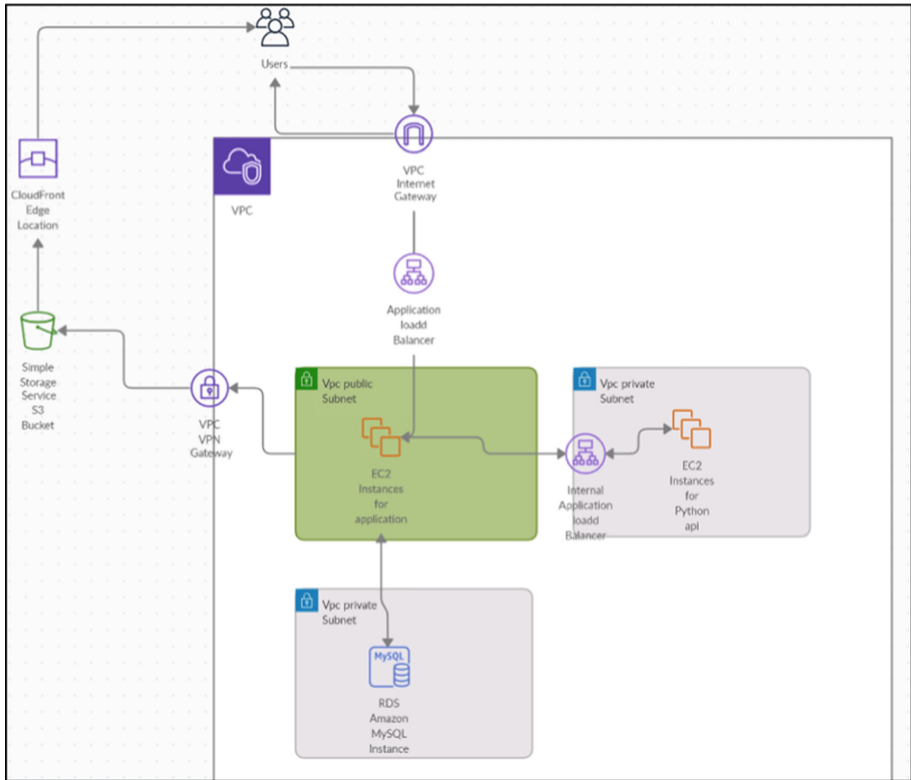 Users
CloudFront
Edge
Location
VPC
VPC
Internet
Gateway
Application
loadd
Balancer
Simple
Storage
Service
S3
Bucket
VPC
VPN
Gateway
Vpc public
Subnet
EC2
Instances
for
application
Vpc private
Subnet
Internal
Application
loadd
Balancer
EC2
Instances
for
Python
api
Vpc private
Subnet
MySQL
RDS
Amazon
MySQL
Instance